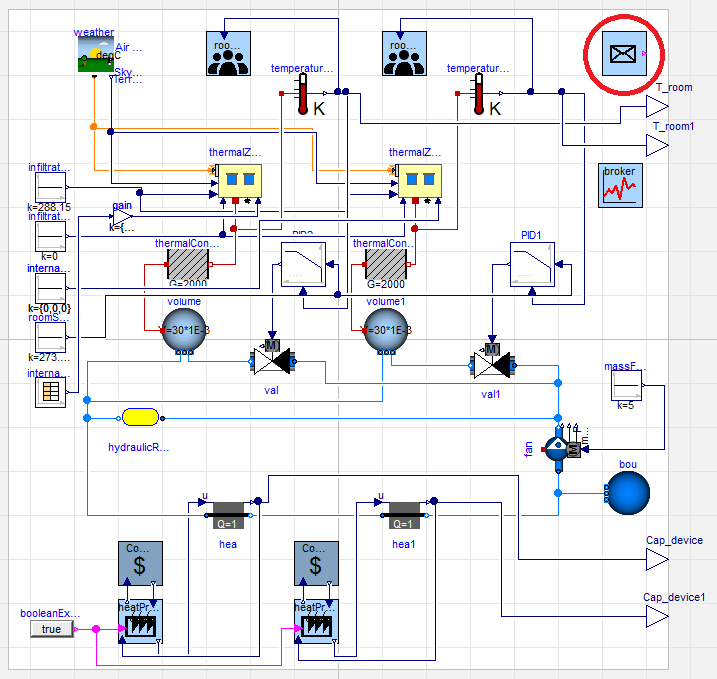 weather
Air ...
degC
Sky...
Terr...
roo...
roo...
temperatur...
K
temperatur...
K
T_room
T_room1
broker
thermalZ...
thermalZ...
infiltrat...
k=288.15
gain
k={...
infiltrat...
k=0
interna...
k={0,0,0}
roomS...
k=273....
interna...
thermalCon...
G=2000
PID2
thermalCon...
G=2000
PID1
volume
=30*1E-3
volume1
=30*1E-3
M
val
M
val1
massF...
k=5
hydraulicR...
fan
M
bou
u
Q=1
hea
u
Q=1
hea1
Cap_device
Cap_device1
Co...
$
Co...
$
heatPr...
heatPr...
booleanEx...
true